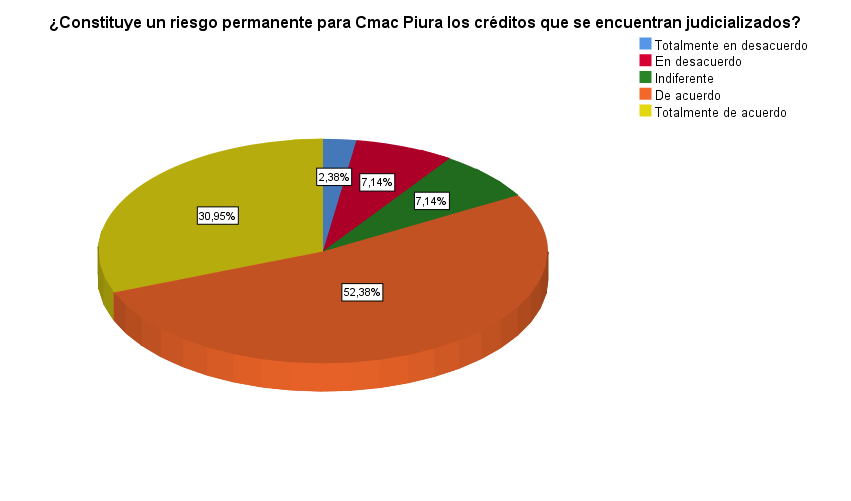 ¿Constituye un riesgo permanente para Cmac Piura los créditos que se encuentran judicializados?
Totalmente en desacuerdo
En desacuerdo
Indiferente
De acuerdo
Totalmente de acuerdo
2,38%
7,14%
7,14%
30,95%
52,38%